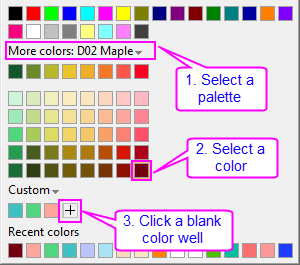 More colors: D02 Maple
1. Select a
palette
2. Select a
color
Custom
3. Click a blank
color well
Recent colors